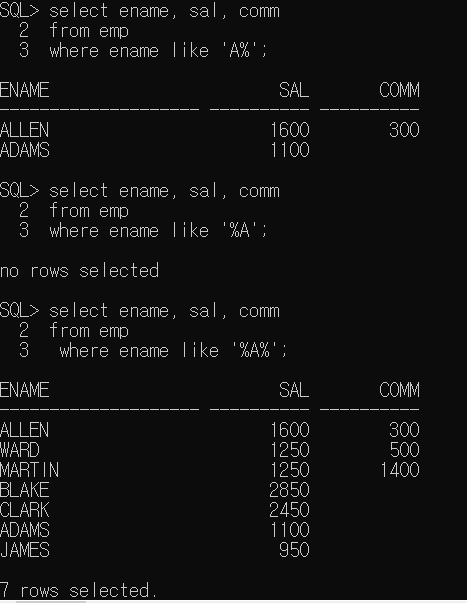 SQL> select ename, sal, comm
  2  from emp
  3  where ename like 'A%';
ENAME                       SAL       COMM
-------------------- ---------- ----------
ALLEN                      1600        300
ADAMS                      1100
SQL> select ename, sal, comm
  2  from emp
  3  where ename like '%A';
no rows selected
SQL> select ename, sal, comm
  2  from emp
  3   where ename like '%A%';
ENAME                       SAL       COMM
-------------------- ---------- ----------
ALLEN                      1600        300
WARD                       1250        500
MARTIN                     1250       1400
BLAKE                      2850
CLARK                      2450
ADAMS                      1100
JAMES                       950
7 rows selected.